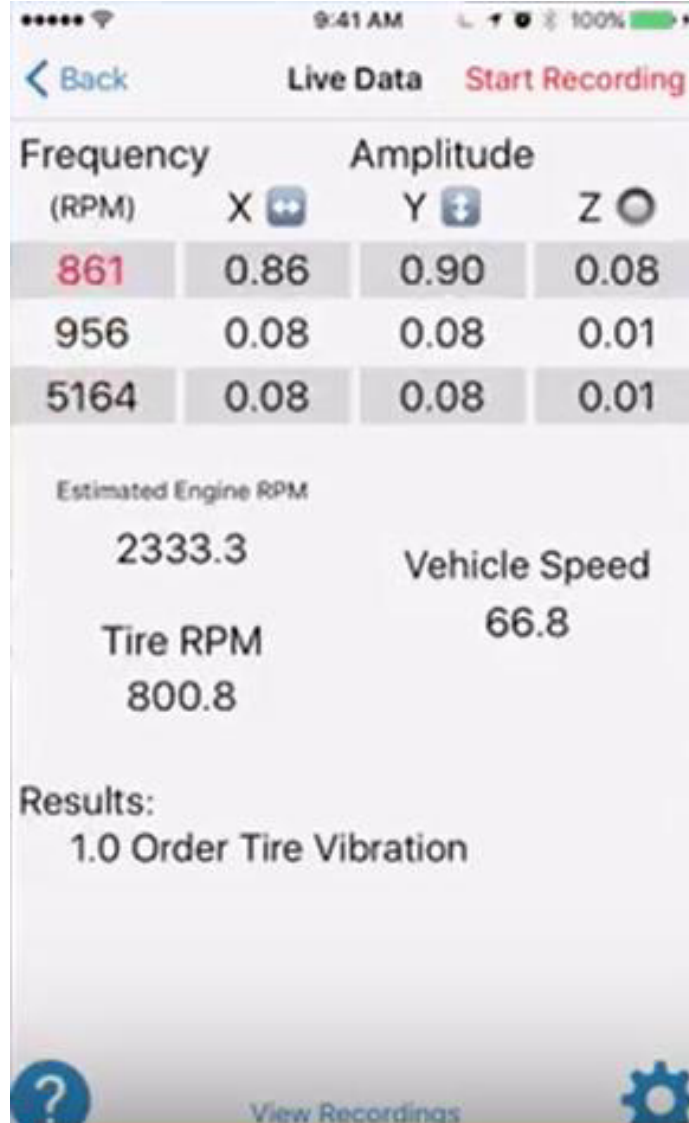 9:41 AM 100%
Back Live Data Start Recording
Frequency Amplitude
(RPM) X Y Z
861 0.86 0.90 0.08
956 0.08 0.08 0.01
5164 0.08 0.08 0.01
Estimated Engine RPM
2333.3
Vehicle Speed
66.8
Tire RPM
800.8
Results:
1.0 Order Tire Vibration
?
View Recordings